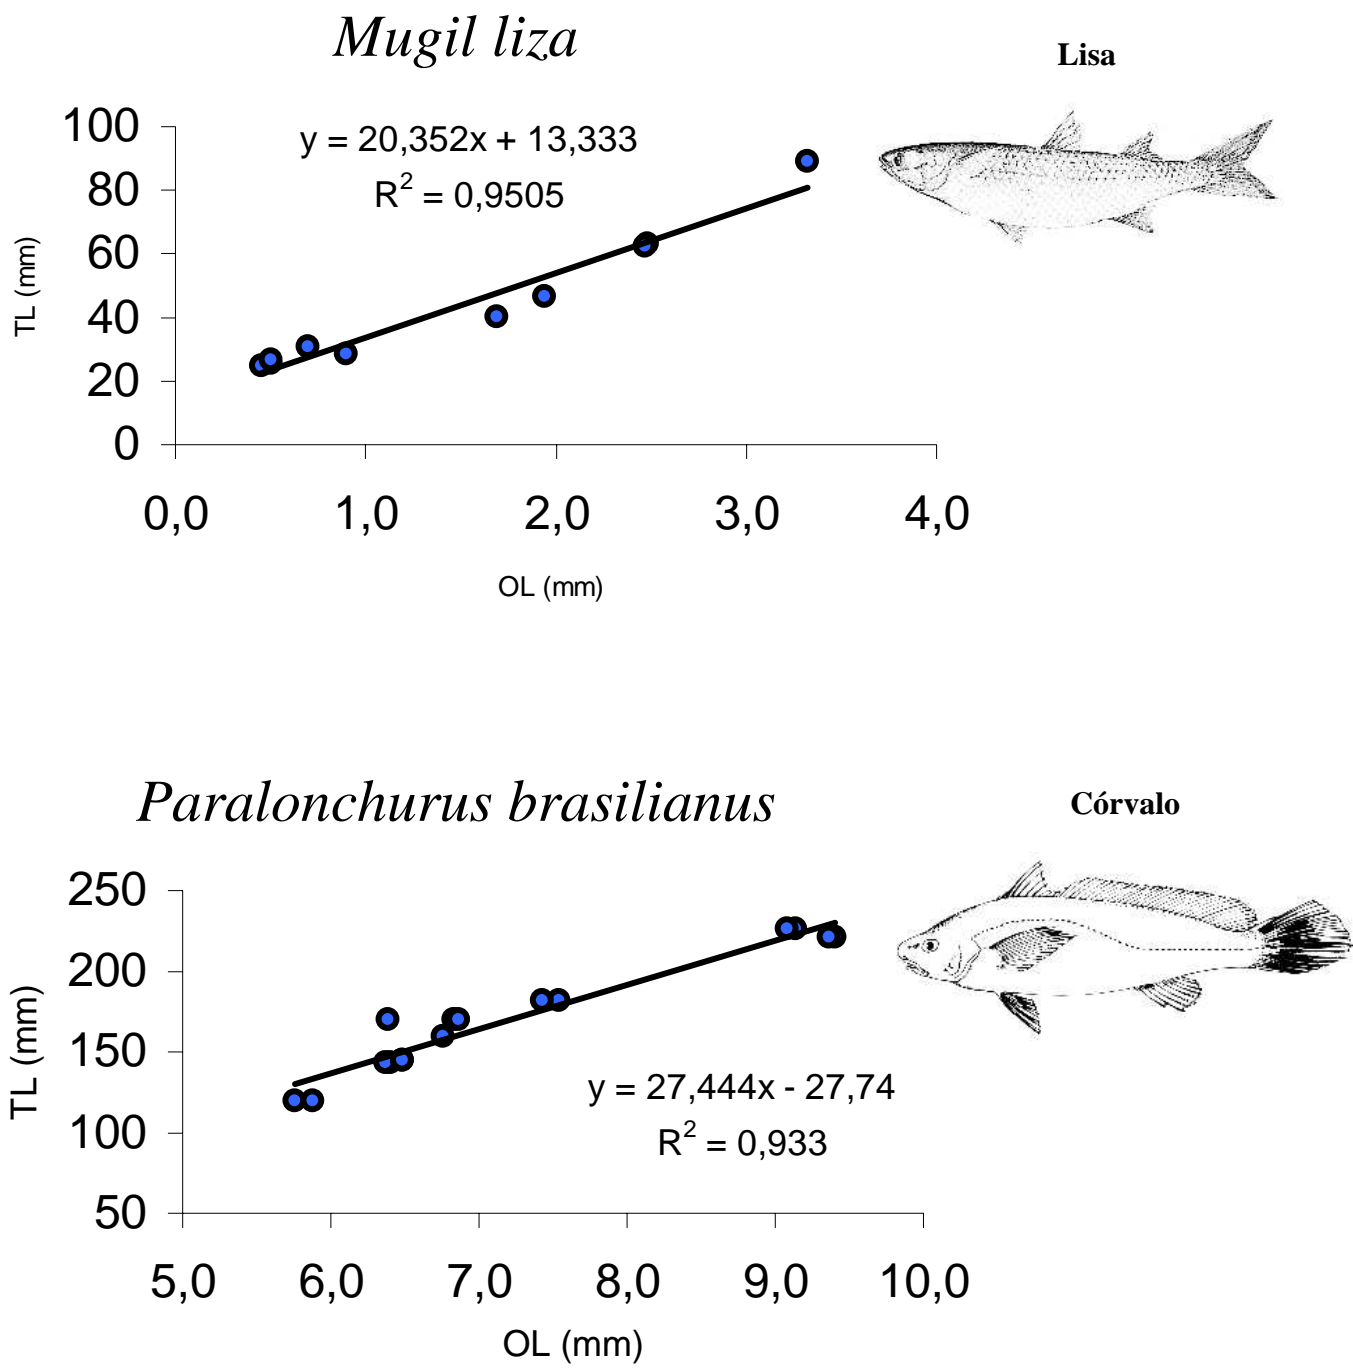 Mugil liza
Lisa
y = 20,352x + 13,333
R² = 0,9505
TL (mm)
100
80
60
40
20
0
0,0 1,0 2,0 3,0 4,0
OL (mm)
Paralonchurus brasilianus
Córvalo
TL (mm)
250
200
150
100
50
y = 27,444x - 27,74
R² = 0,933
5,0 6,0 7,0 8,0 9,0 10,0
OL (mm)